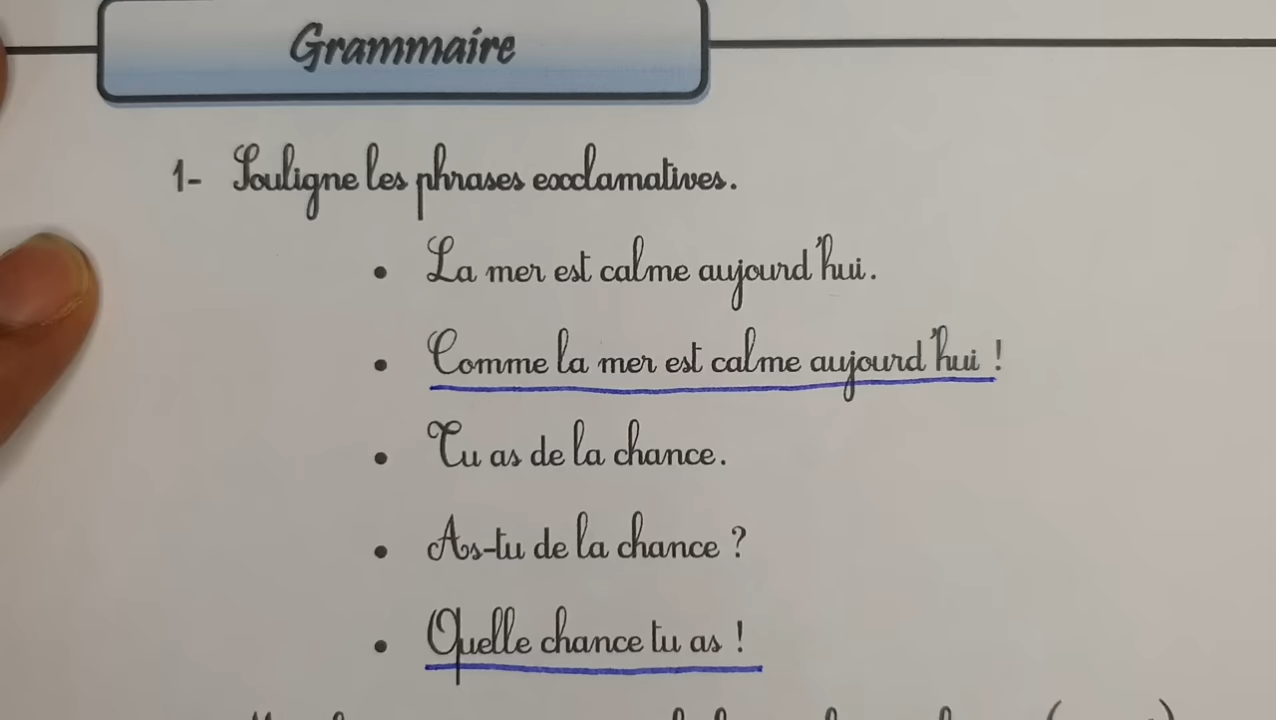 Grammaire
1- Souligne les phrases exclamatives.
• La mer est calme aujourd'hui.
• Comme la mer est calme aujourd'hui !
• Tu as de la chance.
• As-tu de la chance ?
• Quelle chance tu as !